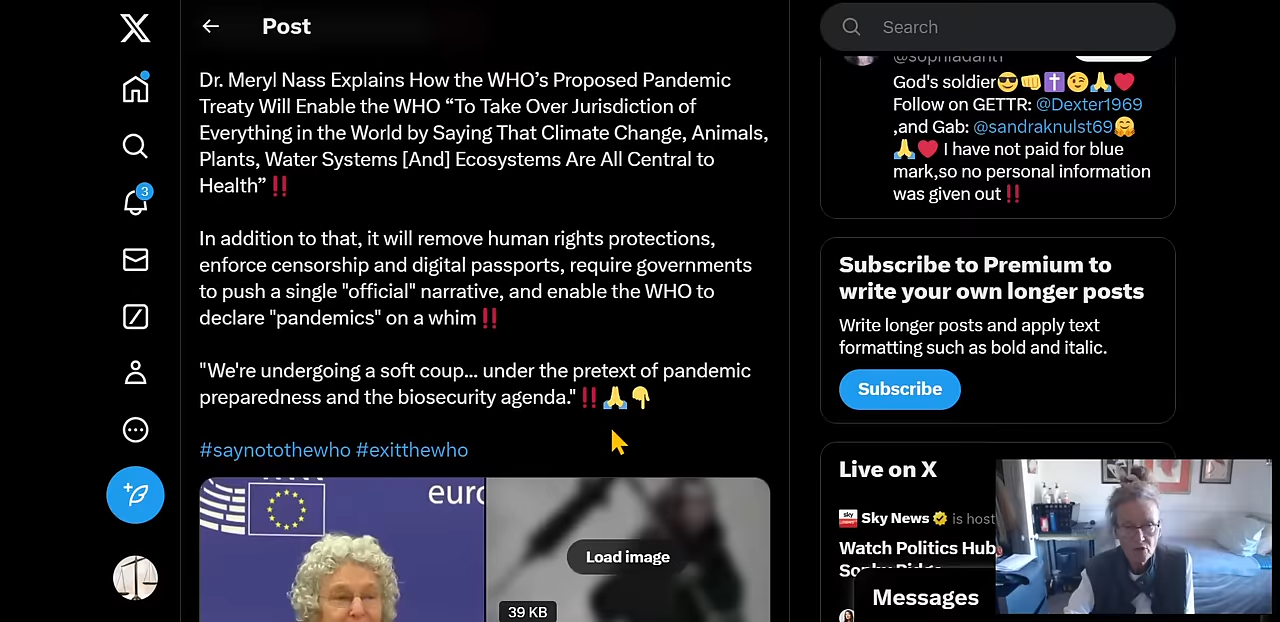 Post
Dr. Meryl Nass Explains How the WHO’s Proposed Pandemic
Treaty Will Enable the WHO “To Take Over Jurisdiction of
Everything in the World by Saying That Climate Change, Animals,
Plants, Water Systems [And] Ecosystems Are All Central to
Health” ‼️
In addition to that, it will remove human rights protections,
enforce censorship and digital passports, require governments
to push a single "official" narrative, and enable the WHO to
declare "pandemics" on a whim ‼️
"We're undergoing a soft coup... under the pretext of pandemic
preparedness and the biosecurity agenda." ‼️🙏👇
#saynotothewho #exitthewho
Load image
39 KB
3
Search
God's soldier😎👊✝️😉🙏❤️
Follow on GETTR: @Dexter1969
,and Gab: @sandraknulst69🤗
🙏❤️ I have not paid for blue
mark,so no personal information
was given out ‼️
Subscribe to Premium to
write your own longer posts
Write longer posts and apply text
formatting such as bold and italic.
Subscribe
Live on X
sky news
Sky News is host
Watch Politics Hub
Messages